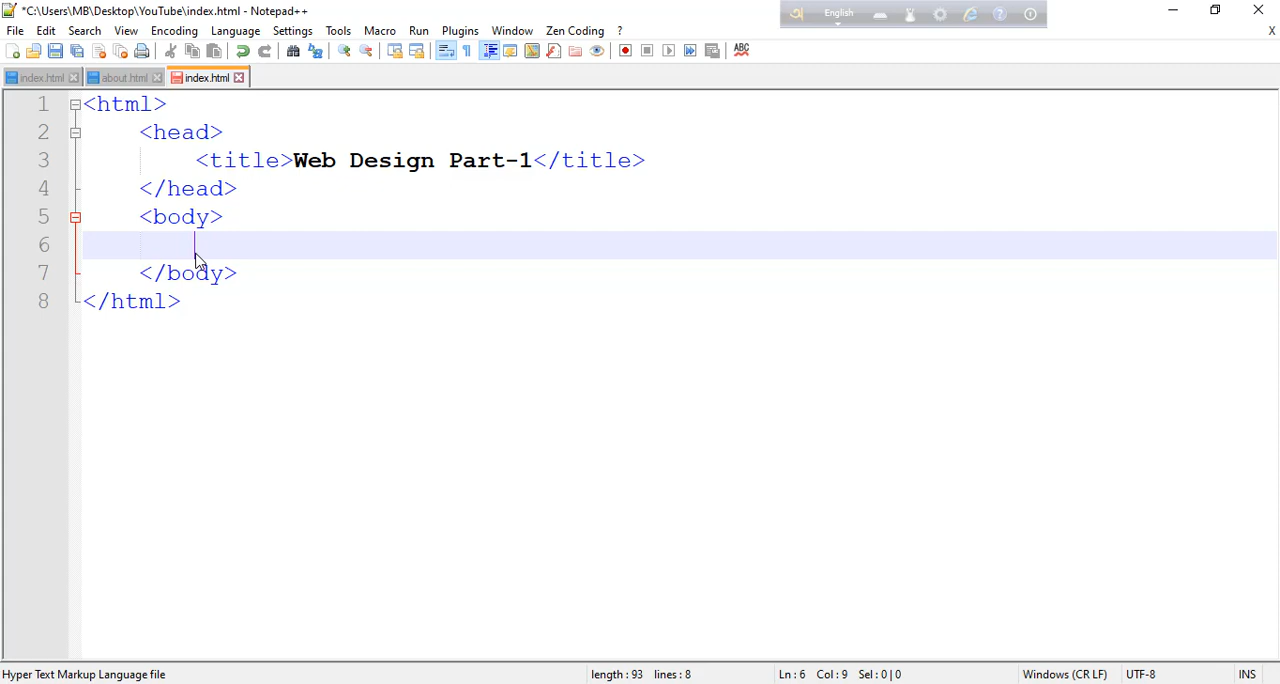 *C:\Users\MB\Desktop\YouTube\index.html - Notepad++
অ English
File Edit Search View Encoding Language Settings Tools Macro Run Plugins Window Zen Coding ? X
ABC
index.html about.html index.html
1 <html>
2 <head>
3 <title>Web Design Part-1</title>
4 </head>
5 <body>
6
7 </body>
8 </html>
Hyper Text Markup Language file length : 93 lines : 8 Ln : 6 Col : 9 Sel : 0 | 0 Windows (CR LF) UTF-8 INS